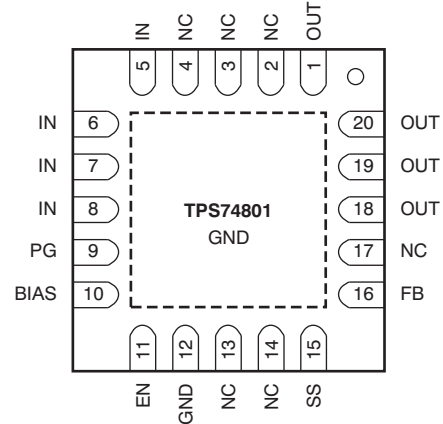 IN NC NC NC OUT
5 4 3 2 1
IN 6 20 OUT
IN 7 19 OUT
IN 8 TPS74801 18 OUT
PG 9 GND 17 NC
BIAS 10 16 FB
11 12 13 14 15
EN GND NC NC SS